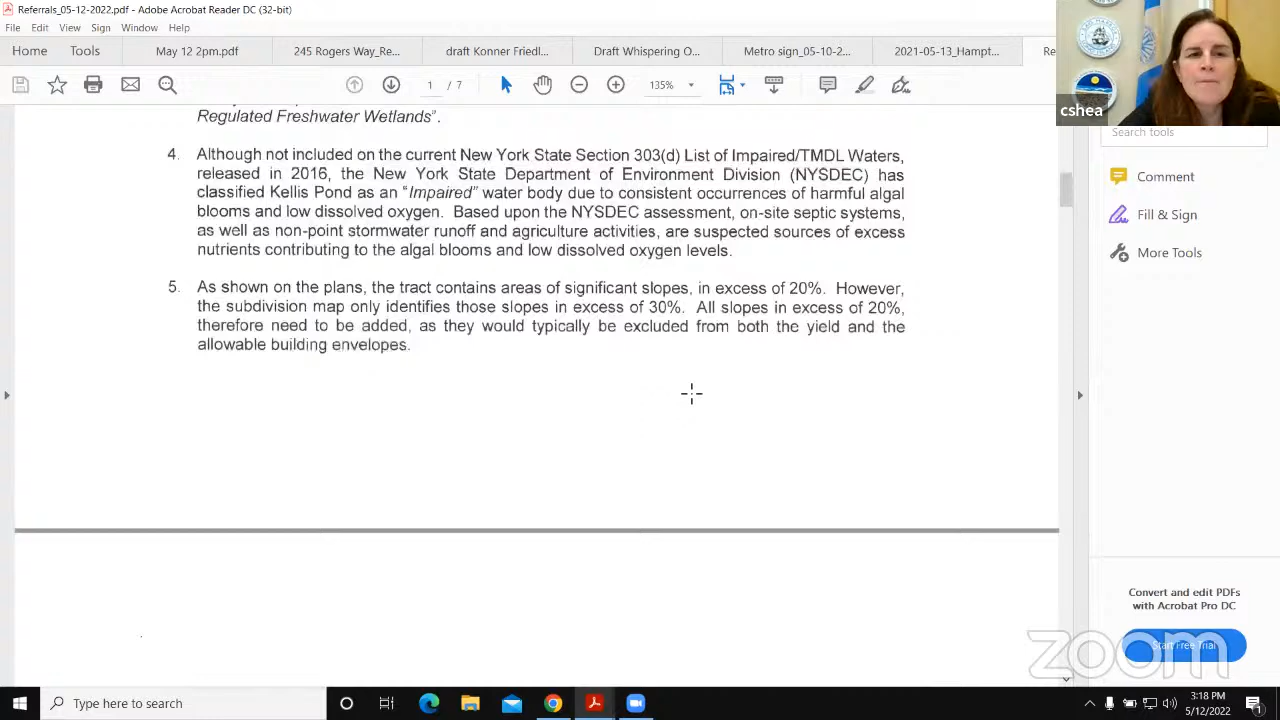 Referrals_05-12-2022.pdf - Adobe Acrobat Reader DC (32-bit)
File Edit View Sign Window Help
Home Tools May 12 2pm.pdf 245 Rogers Way_Re... draft Konner Friedl... Draft Whispering O... Metro sign_05-10-2... 2021-05-13_Hampt... Re
1 / 7 135%
cshea
Search tools
Comment
Fill & Sign
More Tools
Regulated Freshwater Wetlands".
4. Although not included on the current New York State Section 303(d) List of Impaired/TMDL Waters,
released in 2016, the New York State Department of Environment Division (NYSDEC) has
classified Kellis Pond as an "Impaired" water body due to consistent occurrences of harmful algal
blooms and low dissolved oxygen. Based upon the NYSDEC assessment, on-site septic systems,
as well as non-point stormwater runoff and agriculture activities, are suspected sources of excess
nutrients contributing to the algal blooms and low dissolved oxygen levels.
5. As shown on the plans, the tract contains areas of significant slopes, in excess of 20%. However,
the subdivision map only identifies those slopes in excess of 30%. All slopes in excess of 20%,
therefore need to be added, as they would typically be excluded from both the yield and the
allowable building envelopes.
Convert and edit PDFs
with Acrobat Pro DC
Start Free Trial
zoom
Type here to search
3:18 PM
5/12/2022
1